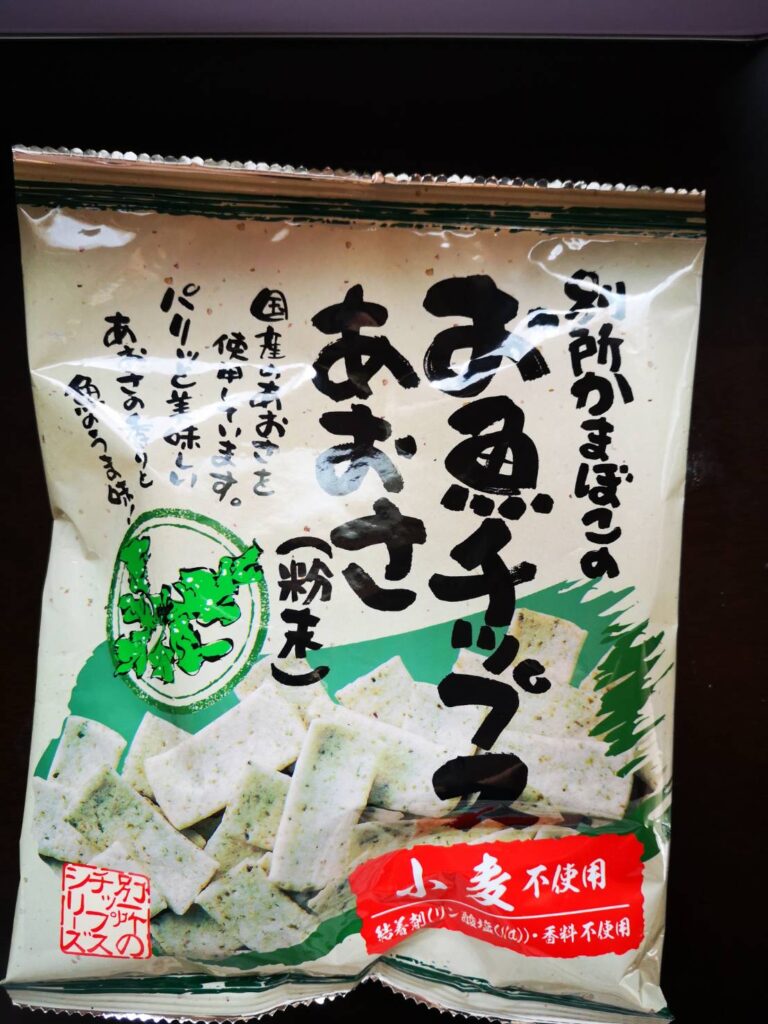 別所かまぼこの
お魚チップス
あおさ
(粉末)
国産のあおさを
使用しています。
パリッと美味しい
あおさの香りと
魚のうま味!
小麦不使用
結着剤(リン酸塩(Na))・香料不使用
別所の
チップス
シリーズ